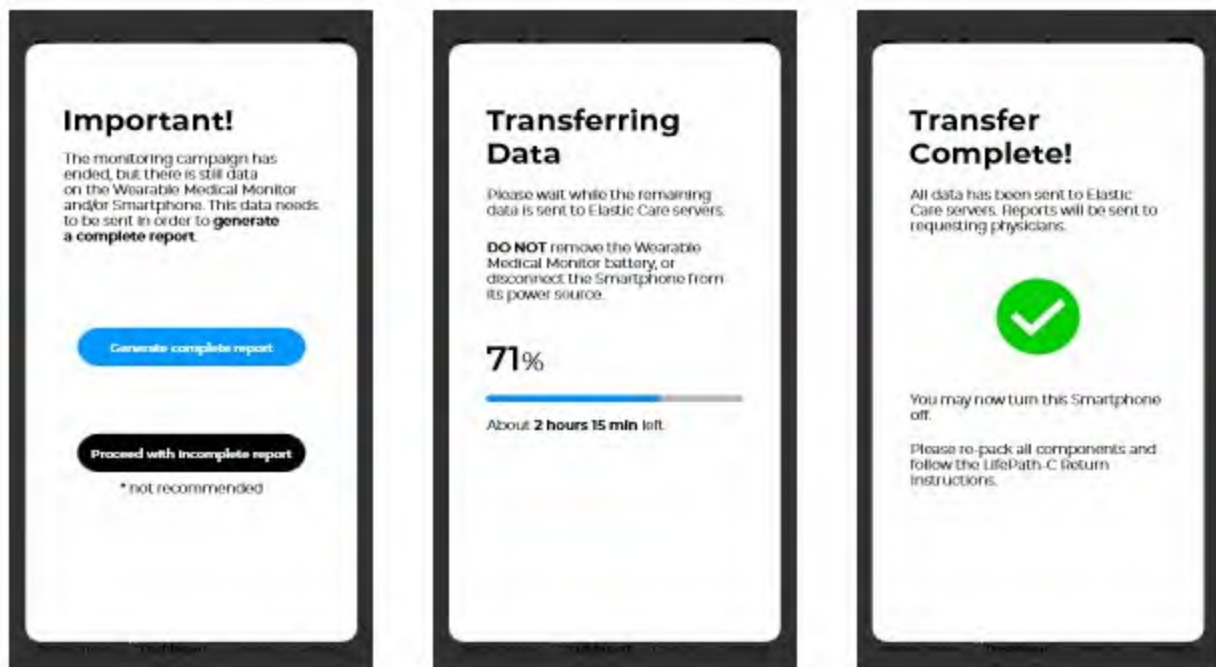 Important!
The monitoring campaign has
ended, but there is still data
on the Wearable Medical Monitor
and/or Smartphone. This data needs
to be sent in order to generate
a complete report.
Generate complete report
Proceed with Incomplete report
* not recommended
Transferring
Data
Please wait while the remaining
data is sent to Elastic Care servers.
DO NOT remove the Wearable
Medical Monitor battery, or
disconnect the Smartphone from
its power source.
71%
About 2 hours 15 min left
Transfer
Complete!
All data has been sent to Elastic
Care servers. Reports will be sent to
requesting physicians.
You may now turn this Smartphone
off.
Please re-pack all components and
follow the LifePath-C Return
Instructions.